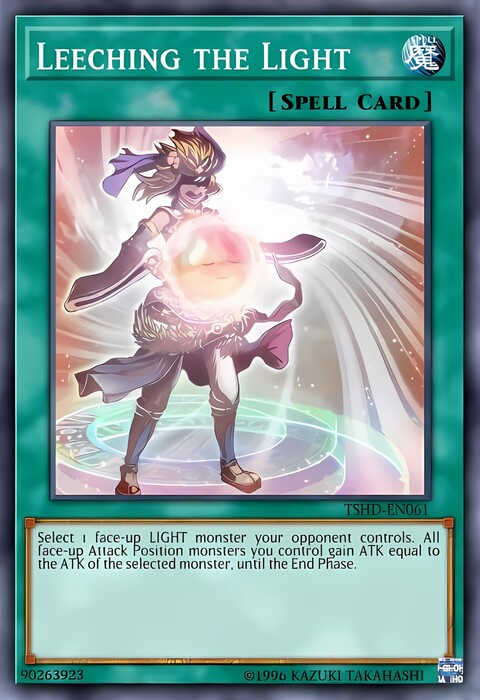 LEECHING THE LIGHT
[SPELL CARD]
TSHD-EN061
Select 1 face-up LIGHT monster your opponent controls. All
face-up Attack Position monsters you control gain ATK equal to
the ATK of the selected monster, until the End Phase.
90263923
©1996 KAZUKI TAKAHASHI